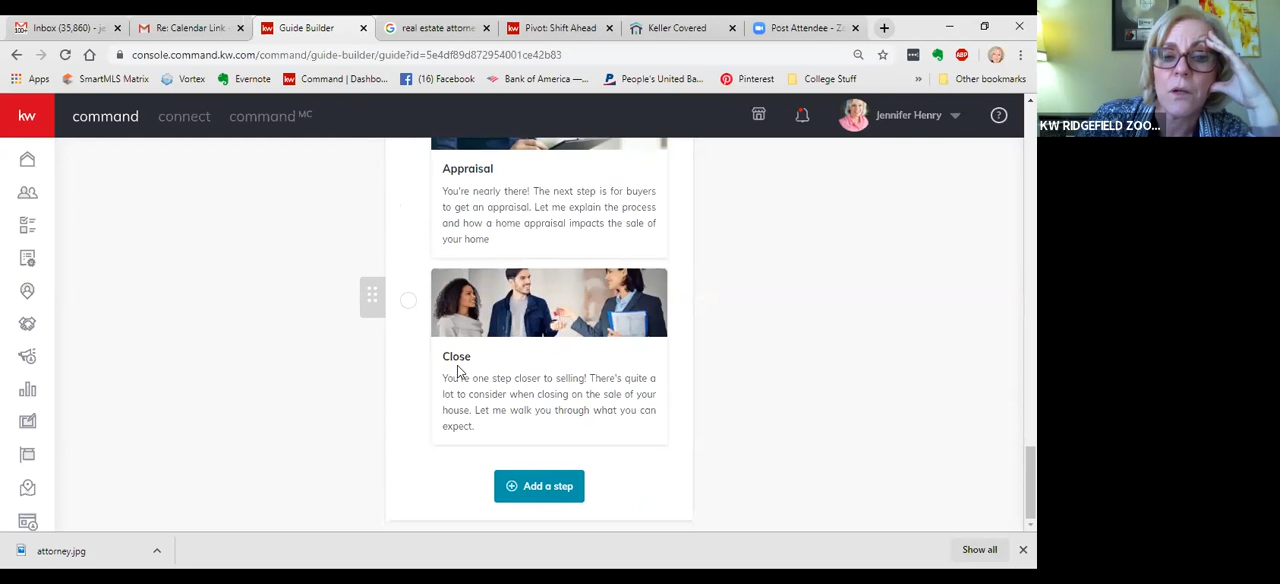 100+ Inbox (35,860) - je
Re: Calendar Link -
Guide Builder
real estate attorne
Pivot: Shift Ahead
Keller Covered
Post Attendee - Zo
console.command.kw.com/command/guide-builder/guide?id=5e4df89d872954001ce42b83
ABP
Apps
SmartMLS Matrix
Vortex
Evernote
Command | Dashbo...
(16) Facebook
Bank of America —...
People's United Ba...
Pinterest
College Stuff
»
Other bookmarks
KW RIDGEFIELD ZOO...
kw
command
connect
command MC
Jennifer Henry
Appraisal
You're nearly there! The next step is for buyers
to get an appraisal. Let me explain the process
and how a home appraisal impacts the sale of
your home
Close
You're one step closer to selling! There's quite a
lot to consider when closing on the sale of your
house. Let me walk you through what you can
expect.
Add a step
attorney.jpg
Show all